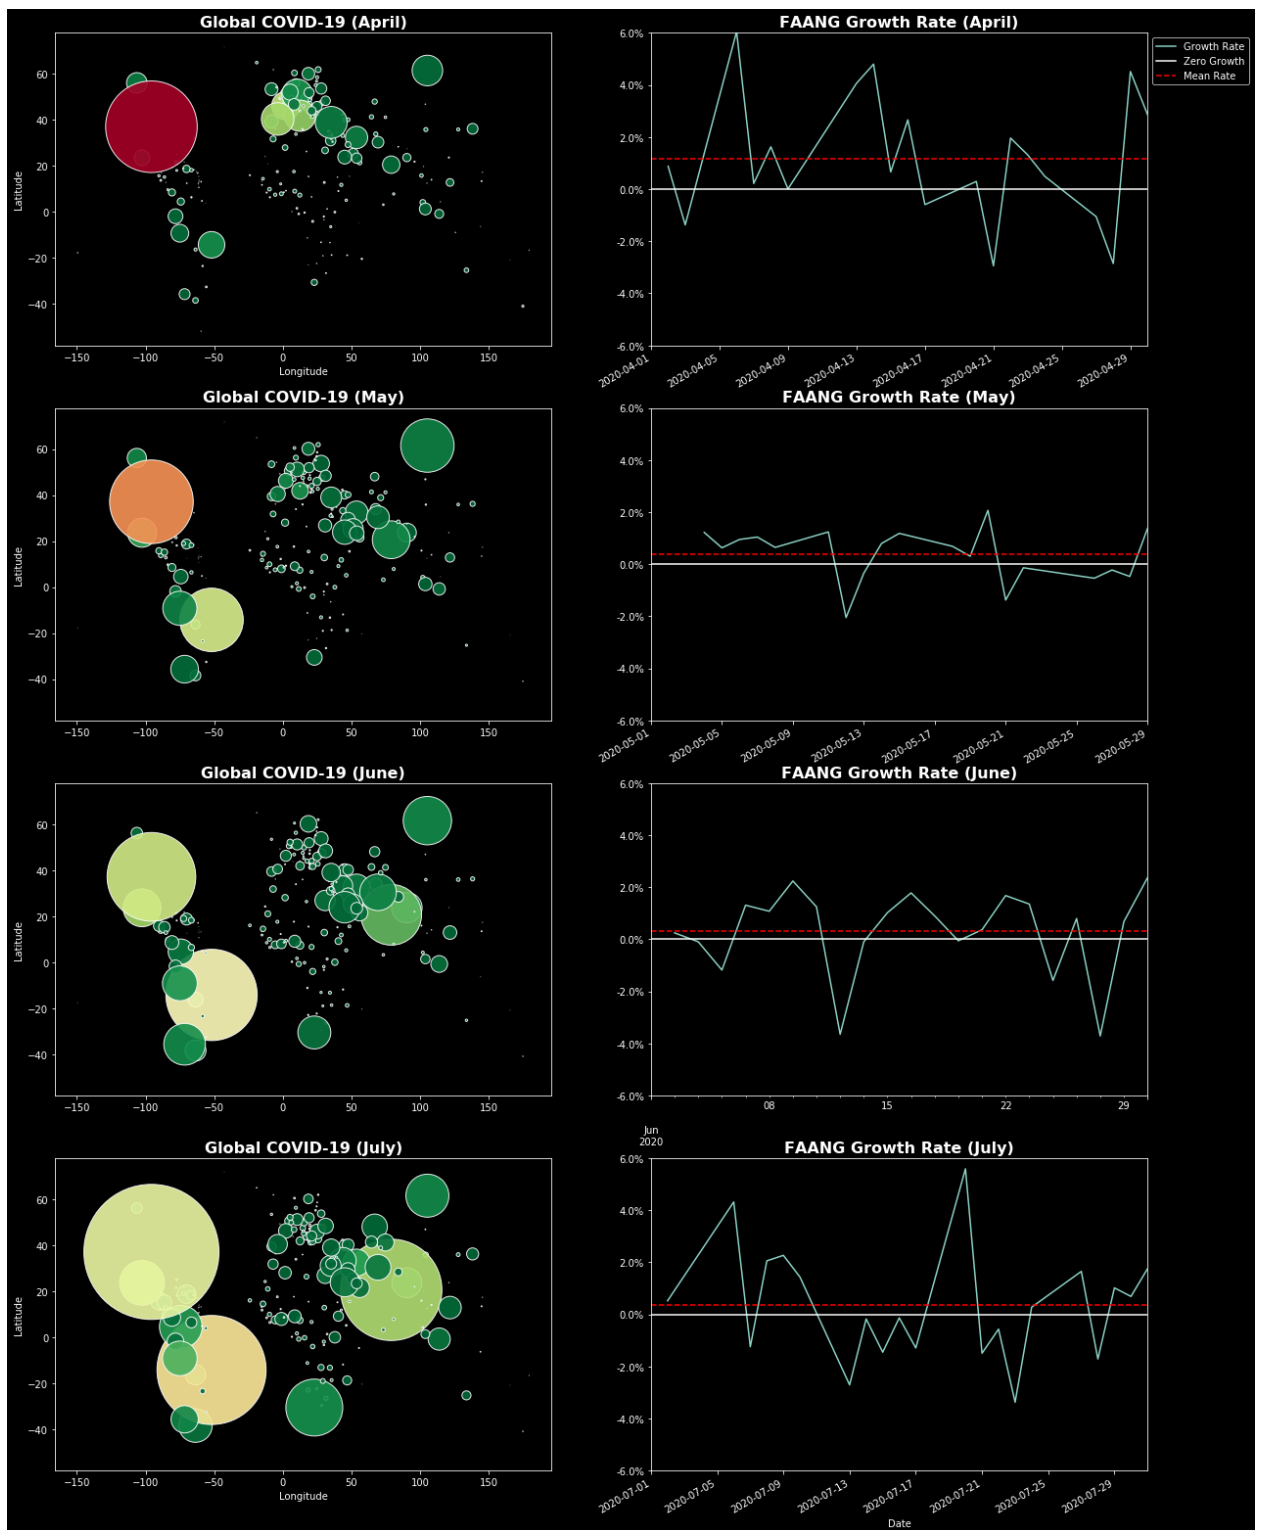 Global COVID-19 (April)
60
40
20
0
−20
−40
Latitude
−150 −100 −50 0 50 100 150
Longitude
FAANG Growth Rate (April)
6.0%
4.0%
2.0%
0.0%
-2.0%
-4.0%
-6.0%
2020-04-01 2020-04-05 2020-04-09 2020-04-13 2020-04-17 2020-04-21 2020-04-25 2020-04-29
Growth Rate
Zero Growth
Mean Rate
Global COVID-19 (May)
60
40
20
0
−20
−40
Latitude
−150 −100 −50 0 50 100 150
FAANG Growth Rate (May)
6.0%
4.0%
2.0%
0.0%
-2.0%
-4.0%
-6.0%
2020-05-01 2020-05-05 2020-05-09 2020-05-13 2020-05-17 2020-05-21 2020-05-25 2020-05-29
Global COVID-19 (June)
60
40
20
0
−20
−40
Latitude
−150 −100 −50 0 50 100 150
FAANG Growth Rate (June)
6.0%
4.0%
2.0%
0.0%
-2.0%
-4.0%
-6.0%
08 15 22 29
Jun
2020
Global COVID-19 (July)
60
40
20
0
−20
−40
Latitude
−150 −100 −50 0 50 100 150
Longitude
FAANG Growth Rate (July)
6.0%
4.0%
2.0%
0.0%
-2.0%
-4.0%
-6.0%
2020-07-01 2020-07-05 2020-07-09 2020-07-13 2020-07-17 2020-07-21 2020-07-25 2020-07-29
Date